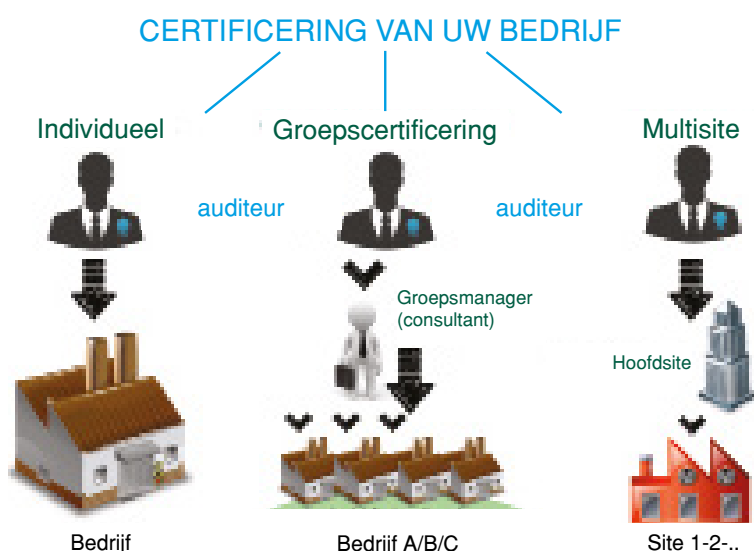 CERTIFICERING VAN UW BEDRIJF
Individueel
Groepscertificering
Multisite
auditeur
auditeur
Groepsmanager
(consultant)
Hoofdsite
Bedrijf
Bedrijf A/B/C
Site 1-2-..